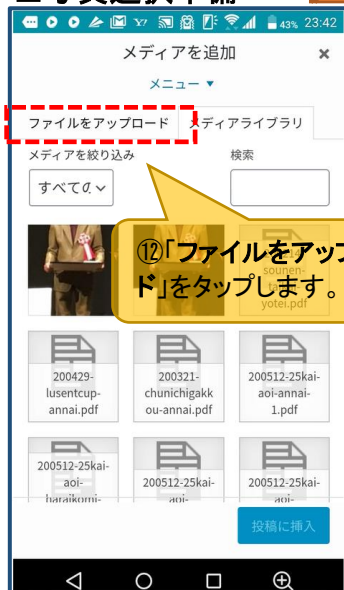 43% 23:42
メディアを追加 ×
メニュー ▼
ファイルをアップロード メディアライブラリ
メディアを絞り込み 検索
すべての
⑫「ファイルをアップ
ド」をタップします。
yotei.pdf
200429-
lusentcup-
annai.pdf
200321-
chunichigakk
ou-annai.pdf
200512-25kai-
aoi-annai-
1.pdf
200512-25kai-
aoi-
haraikomi-
200512-25kai-
aoi-
200512-25kai-
aoi-
投稿に挿入